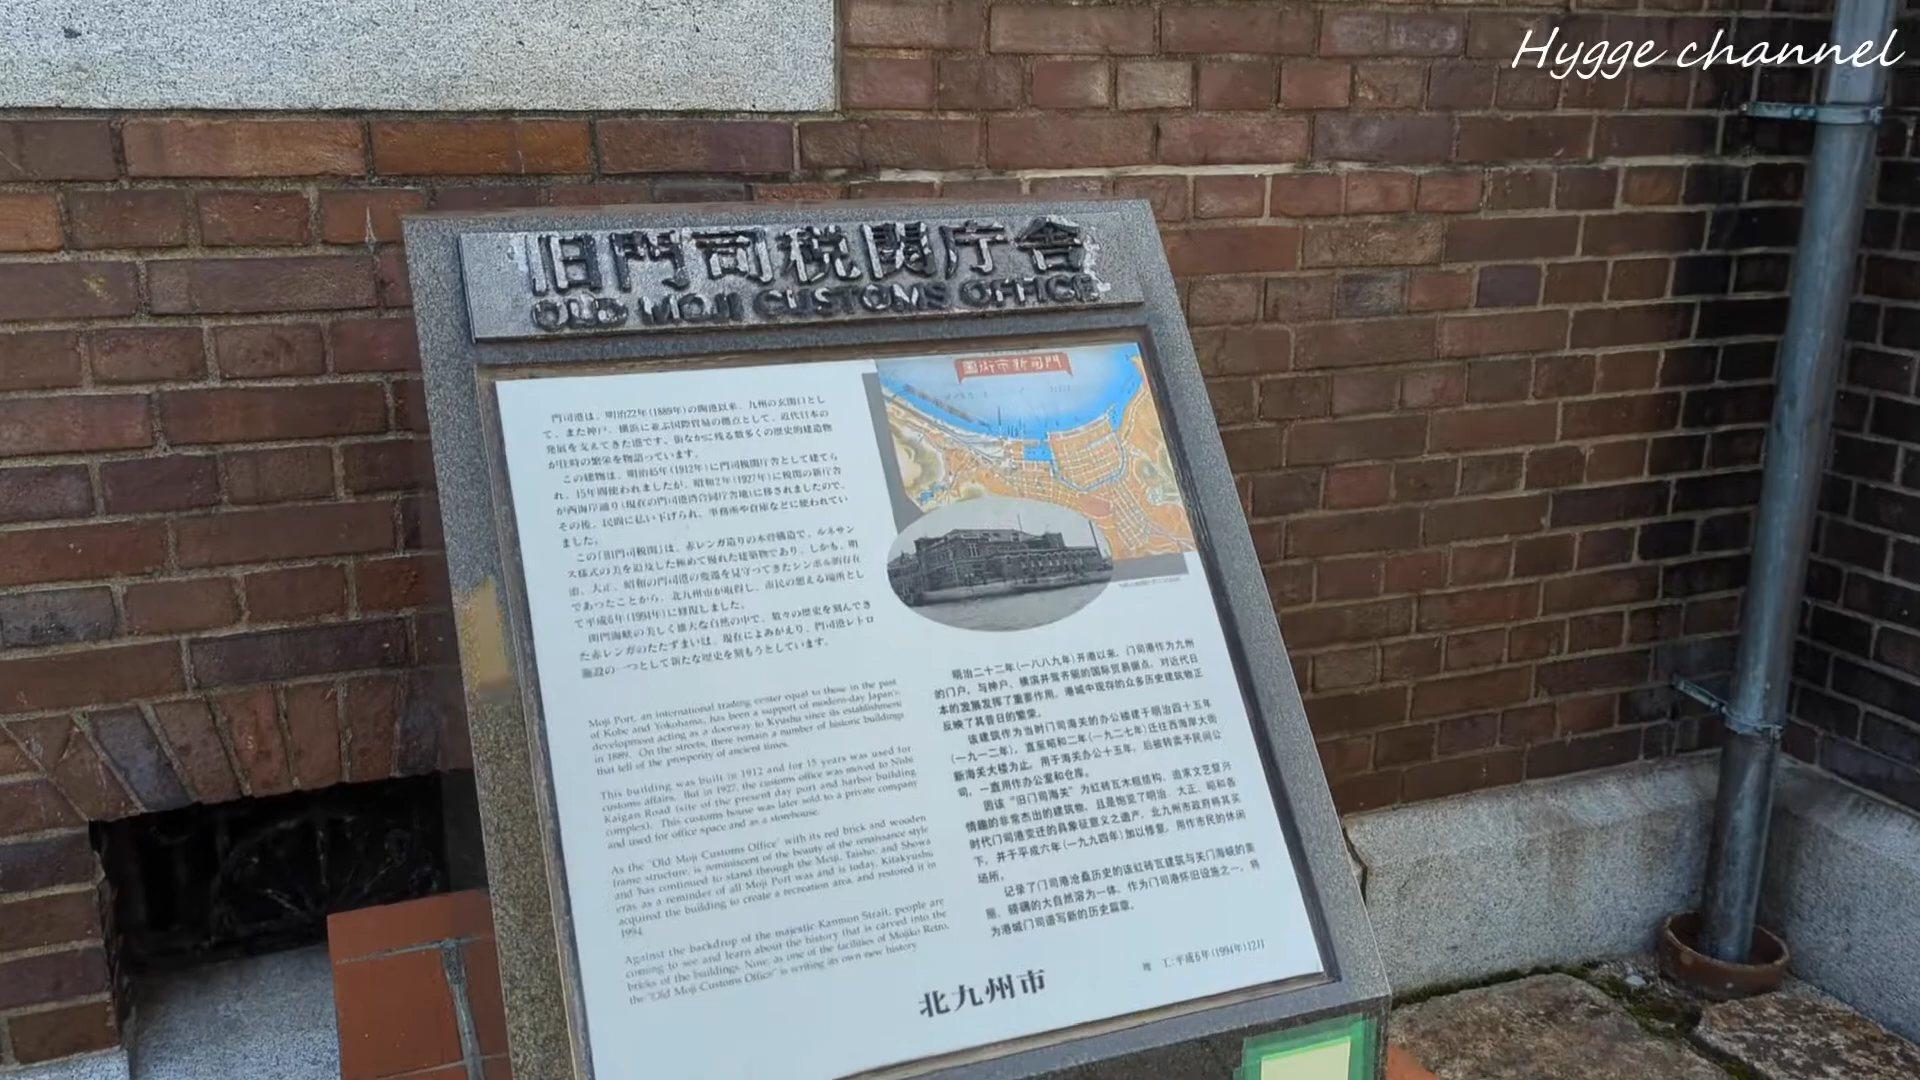 Hygge channel
旧門司税関庁舎
OLD MOJI CUSTOMS OFFICE
門司港は、明治22年(1889年)の開港以来、九州の玄関口とし
て、また神戸、横浜に並ぶ国際貿易の拠点として、近代日本の
発展を支えてきた港です。街なかに残る数多くの歴史的建造物
が往時の繁栄を物語っています。
この建物は、明治45年(1912年)に門司税関庁舎として建てら
れ、15年間使われましたが、昭和2年(1927年)に税関の新庁舎
が西海岸通り(現在の門司港湾合同庁舎地)に移されましたので、
その後、民間に払い下げられ、事務所や倉庫などに使われてい
ました。
この「旧門司税関」は、赤レンガ造りの木骨構造で、ルネサン
ス様式の美を追及した極めて優れた建築物であり、しかも、明
治、大正、昭和の門司港の変遷を見守ってきたシンボル的存在
であったことから、北九州市が取得し、市民の憩える場所とし
て平成6年(1994年)に修復しました。
関門海峡の美しく雄大な自然の中で、数々の歴史を刻んでき
た赤レンガのたたずまいは、現在によみがえり、門司港レトロ
施設の一つとして新たな歴史を刻もうとしています。
Moji Port, an international trading center equal to those in the past
of Kobe and Yokohama, has been a support of modern-day Japan's
development acting as a doorway to Kyushu since its establishment
in 1889. On the streets, there remain a number of historic buildings
that tell of the prosperity of ancient times.
This building was built in 1912 and for 15 years was used for
customs affairs. But in 1927, the customs office was moved to Nishi
Kaigan Road (site of the present day port and harbor building
complex). This customs house was later sold to a private company
and used for office space and as a storehouse.
As the "Old Moji Customs Office" with its red brick and wooden
frame structure, is reminiscent of the beauty of the renaissance style
and has continued to stand through the Meiji, Taisho, and Showa
eras as a reminder of all Moji Port was and is today, Kitakyushu
acquired the building to create a recreation area, and restored it in
1994.
Against the backdrop of the majestic Kanmon Strait, people are
coming to see and learn about the history that is carved into the
bricks of the buildings. Now, as one of the facilities of Mojiko Retro,
the "Old Moji Customs Office" is writing its own new history.
圖街市新司門
明治二十二年(一八八九年)开港以来，门司港作为九州
的门户，与神户、横滨并驾齐驱的国际贸易据点，对近代日
本的发展发挥了重要作用，港城中现存的众多历史建筑物正
反映了其昔日的繁荣。
该建筑作为当时门司海关的办公楼建于明治四十五年
(一九一二年)，直至昭和二年(一九二七年)迁往西海岸大街
新海关大楼为止，用于海关办公十五年，后被转卖予民间公
司，一直用作办公室和仓库。
因该“旧门司海关”为红砖瓦木框结构，追求文艺复兴
情趣的非常杰出的建筑物，且是饱览了明治、大正、昭和各
时代门司港变迁的具象征意义之遗产，北九州市政府将其买
下，并于平成六年(一九九四年)加以修复，用作市民的休闲
场所。
记录了门司港沧桑历史的该红砖瓦建筑与关门海峡的美
丽、磅礴的大自然溶为一体，作为门司港怀旧设施之一，将
为港城门司谱写新的历史篇章。
工:平成6年(1994年)12月
北九州市